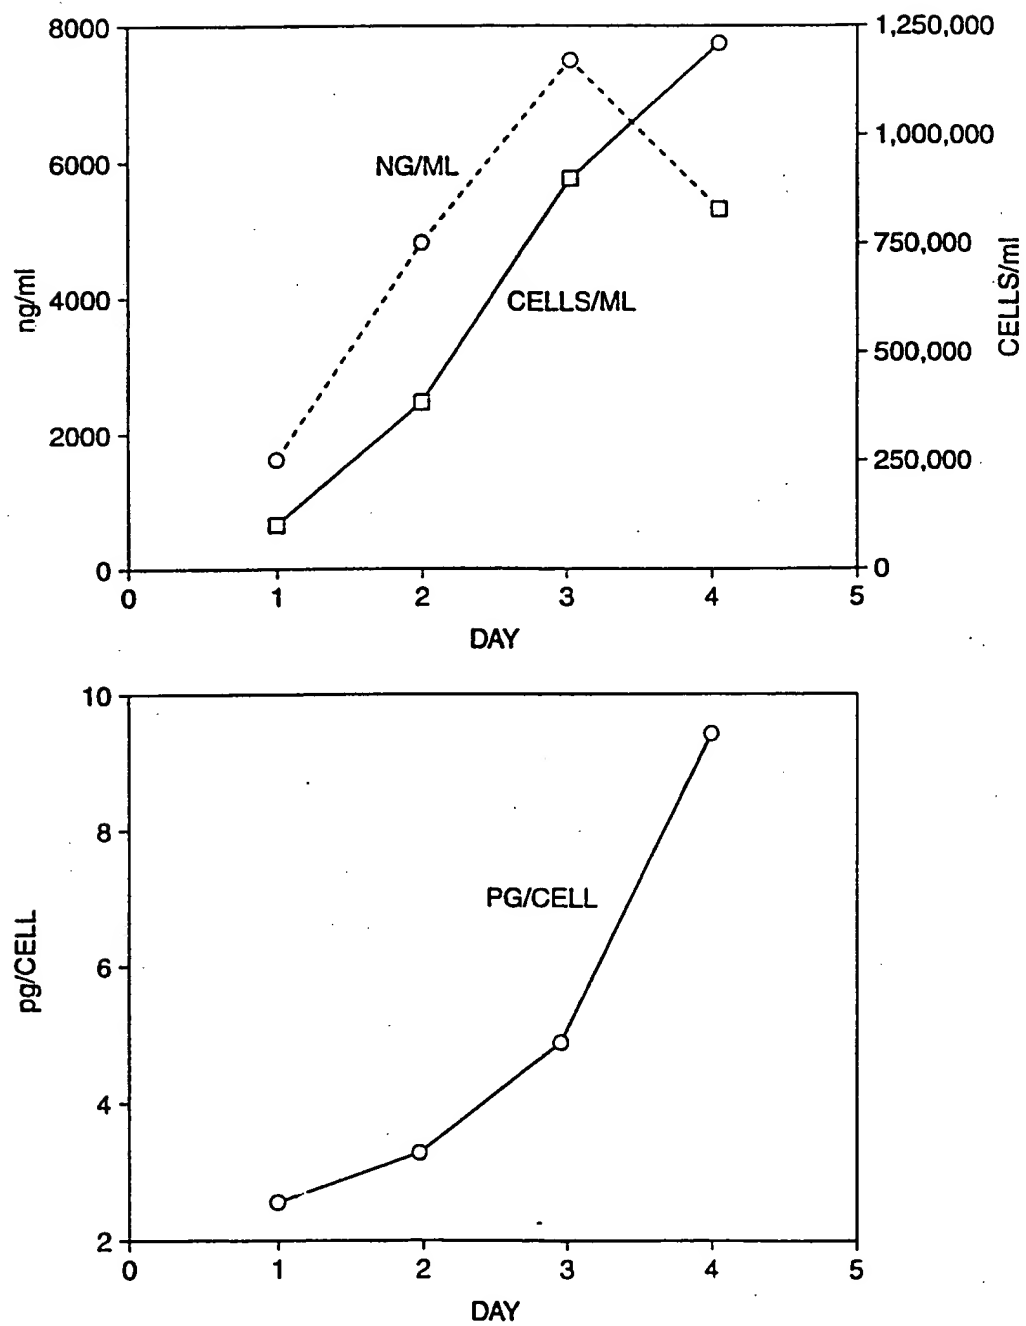 8000
6000
4000
2000
0
ng/ml
1,250,000
1,000,000
750,000
500,000
250,000
0
CELLS/ml
NG/ML
CELLS/ML
0 1 2 3 4 5
DAY
10
8
6
4
2
pg/CELL
PG/CELL
0 1 2 3 4 5
DAY